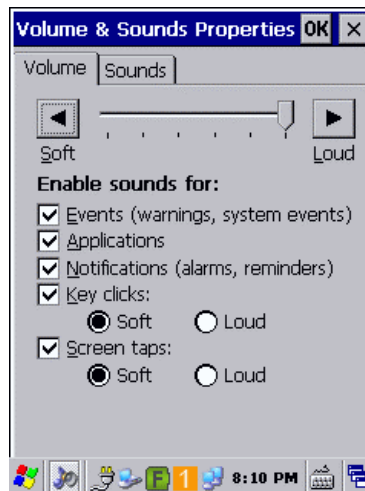 Volume & Sounds Properties OK ×
Volume Sounds
Soft Loud
Enable sounds for:
Events (warnings, system events)
Applications
Notifications (alarms, reminders)
Key clicks:
Soft Loud
Screen taps:
Soft Loud
F 1 8:10 PM